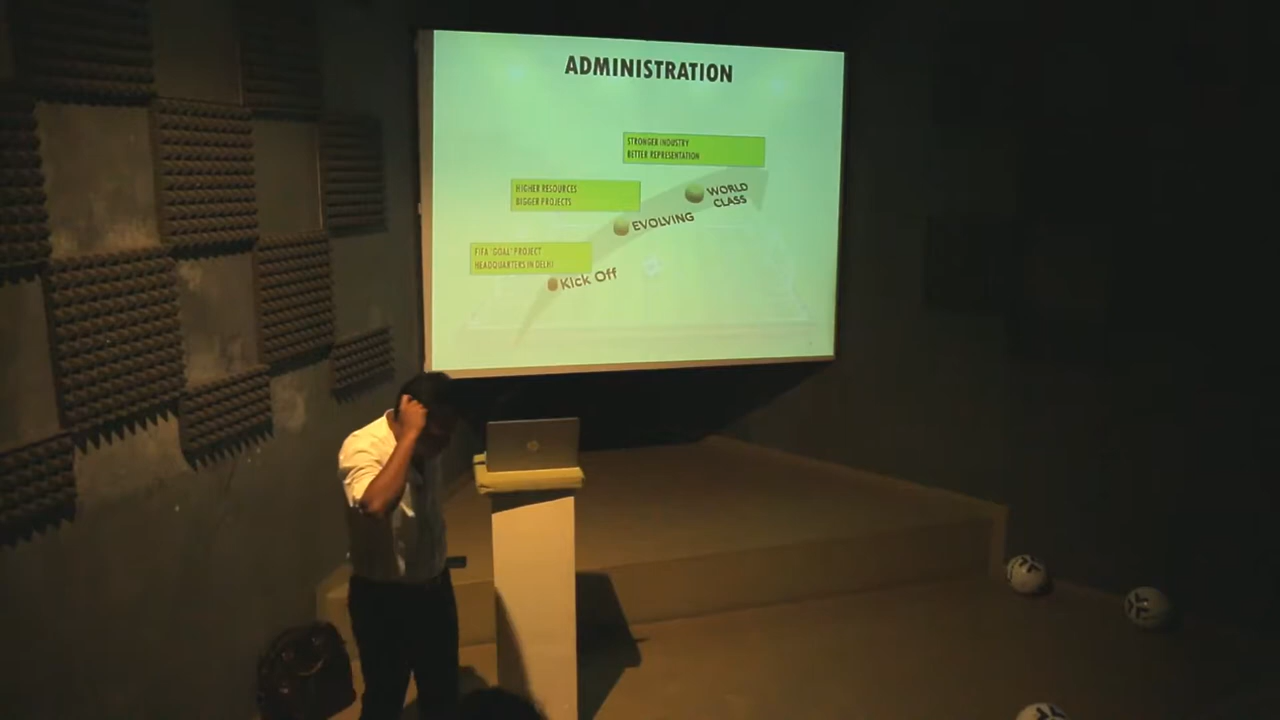 ADMINISTRATION
STRONGER INDUSTRY
BETTER REPRESENTATION
HIGHER RESOURCES
BIGGER PROJECTS
WORLD
CLASS
EVOLVING
FIFA 'GOAL' PROJECT
HEADQUARTERS IN DELHI
Kick Off
hp